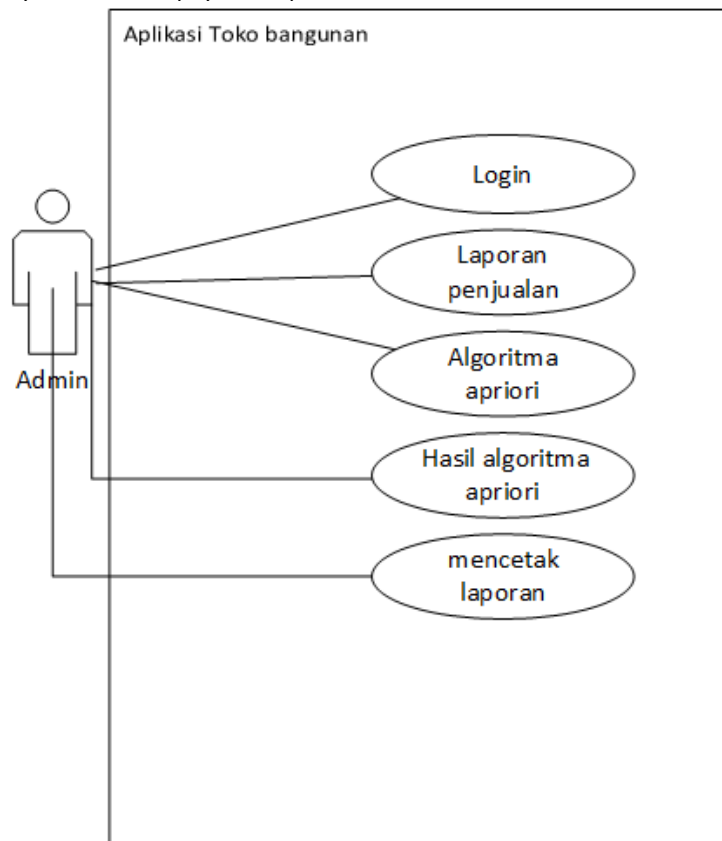 Aplikasi Toko bangunan
Login
Laporan
penjualan
Algoritma
apriori
Admin
Hasil algoritma
apriori
mencetak
laporan